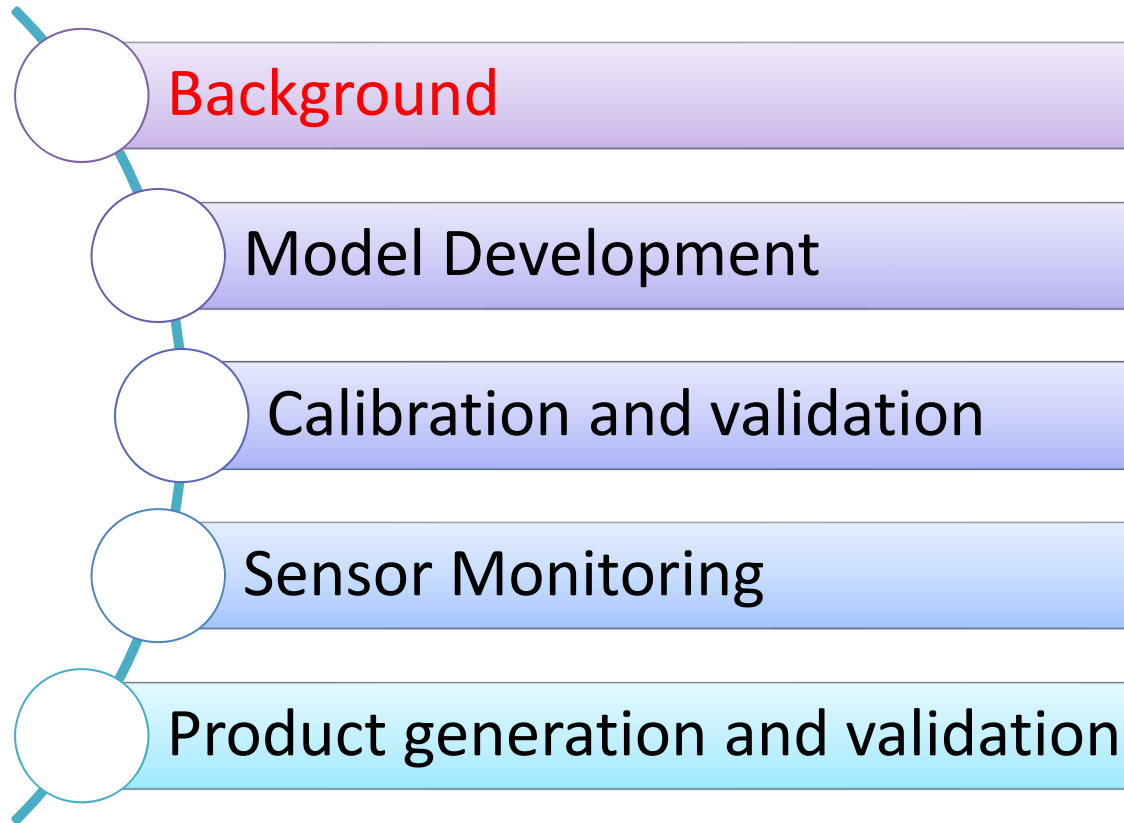 Background
Model Development
Calibration and validation
Sensor Monitoring
Product generation and validation